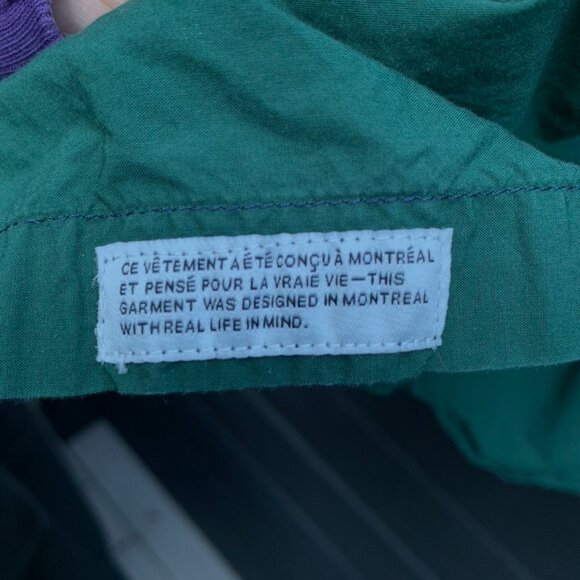 CE VÊTEMENT A ÉTÉ CONÇU À MONTRÉAL
ET PENSÉ POUR LA VRAIE VIE—THIS
GARMENT WAS DESIGNED IN MONTREAL
WITH REAL LIFE IN MIND.